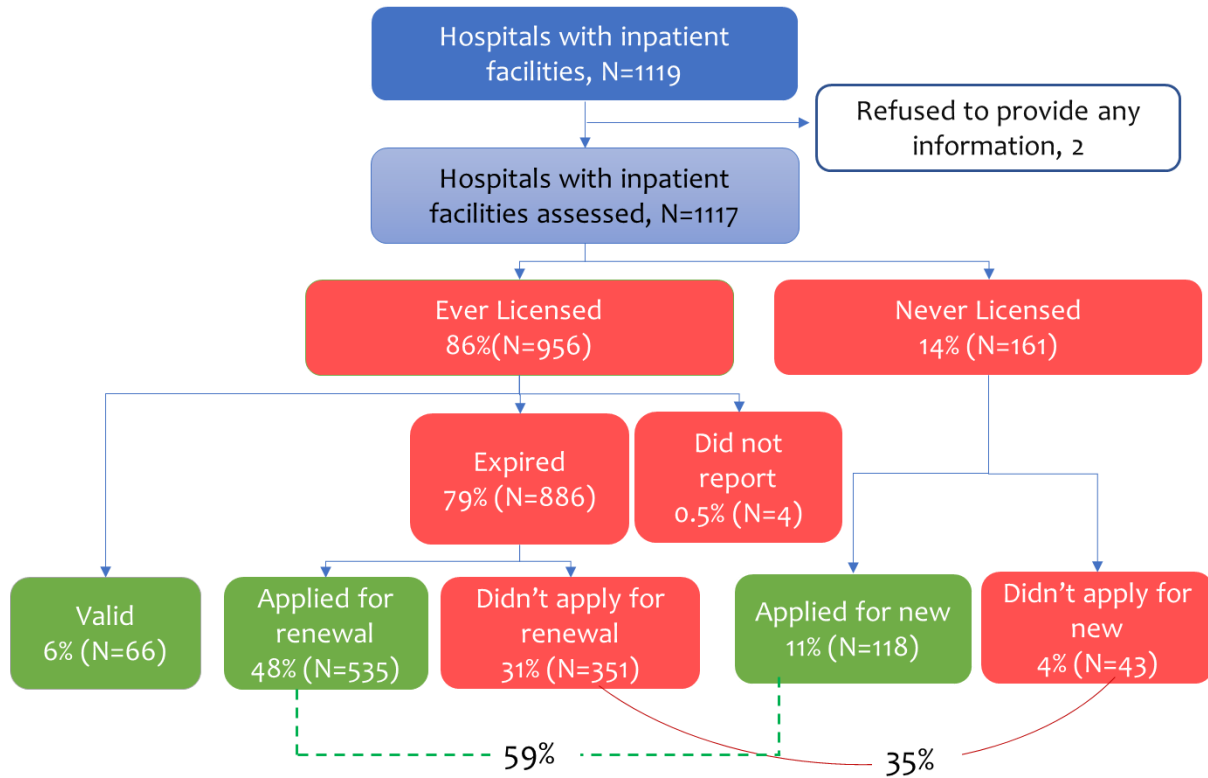 Hospitals with inpatient
facilities, N=1119
Refused to provide any
information, 2
Hospitals with inpatient
facilities assessed, N=1117
Ever Licensed
86%(N=956)
Never Licensed
14% (N=161)
Expired
79% (N=886)
Did not
report
0.5% (N=4)
Valid
6% (N=66)
Applied for
renewal
48% (N=535)
Didn’t apply for
renewal
31% (N=351)
Applied for new
11% (N=118)
Didn’t apply for
new
4% (N=43)
59%
35%